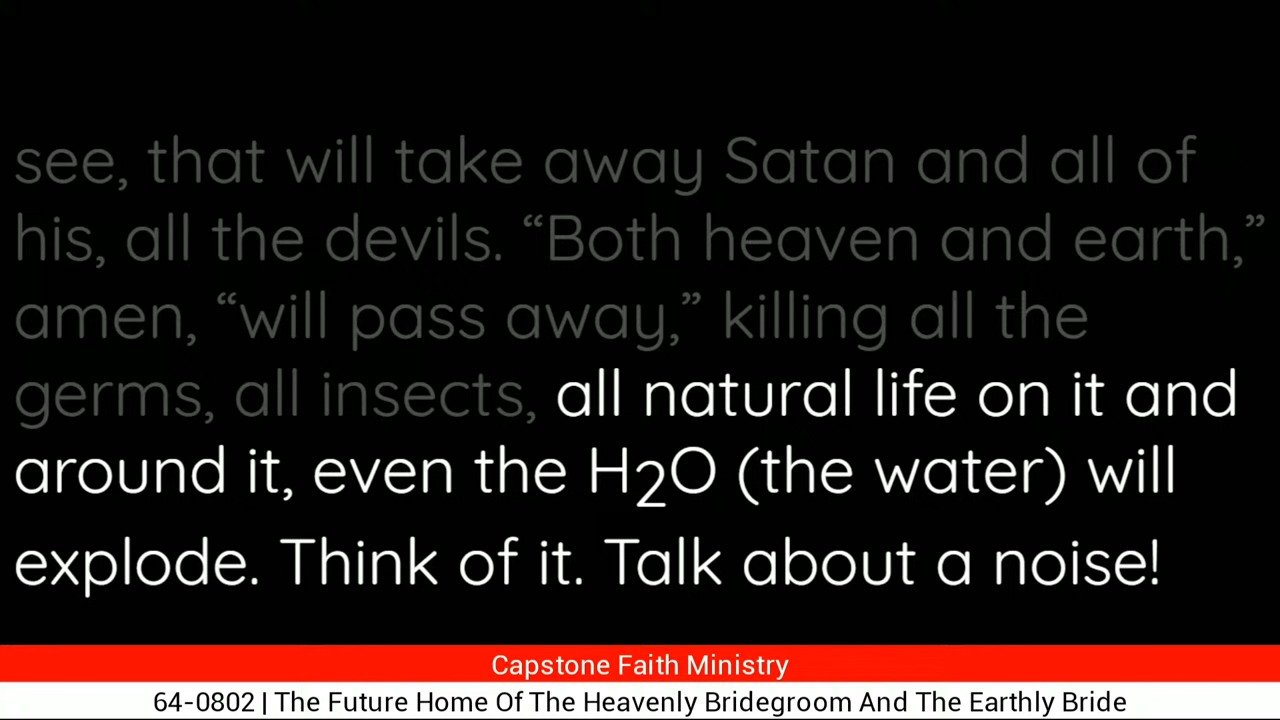 see, that will take away Satan and all of
his, all the devils. “Both heaven and earth,”
amen, “will pass away,” killing all the
germs, all insects, all natural life on it and
around it, even the H2O (the water) will
explode. Think of it. Talk about a noise!
Capstone Faith Ministry
64-0802 | The Future Home Of The Heavenly Bridegroom And The Earthly Bride